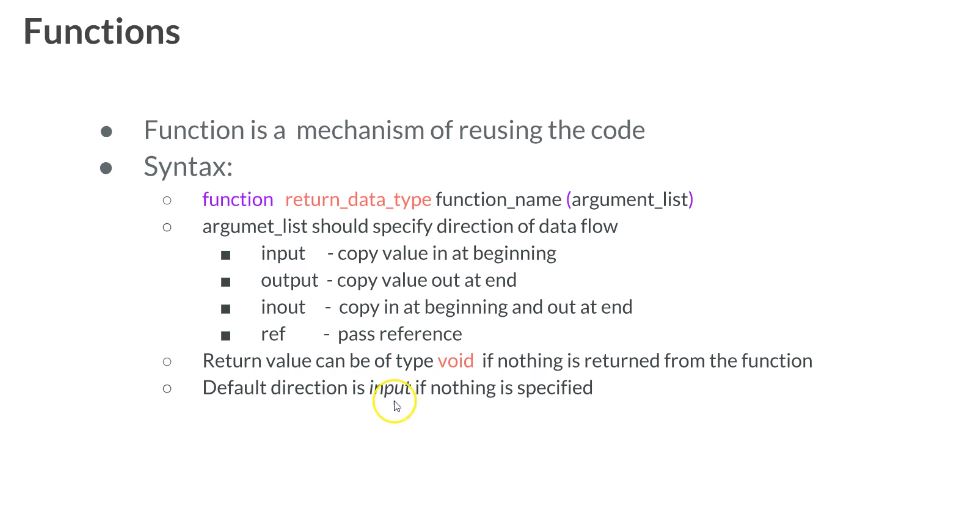 Functions
● Function is a mechanism of reusing the code
● Syntax:
○ function return_data_type function_name (argument_list)
○ argumet_list should specify direction of data flow
■ input - copy value in at beginning
■ output - copy value out at end
■ inout - copy in at beginning and out at end
■ ref - pass reference
○ Return value can be of type void if nothing is returned from the function
○ Default direction is input if nothing is specified